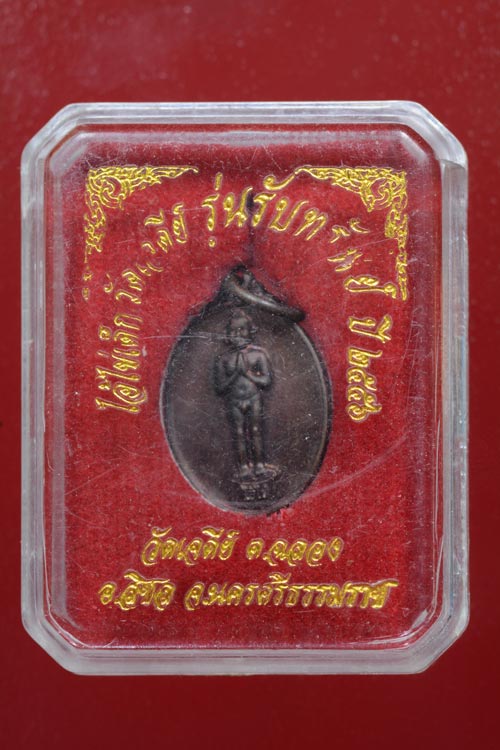 ไอ้ไข่เด็กวัดเจดีย์ รุ่นรับทรัพย์ ปี ๒๕๕๖
วัดเจดีย์ ต.ฉลอง
อ.สิชล จ.นครศรีธรรมราช